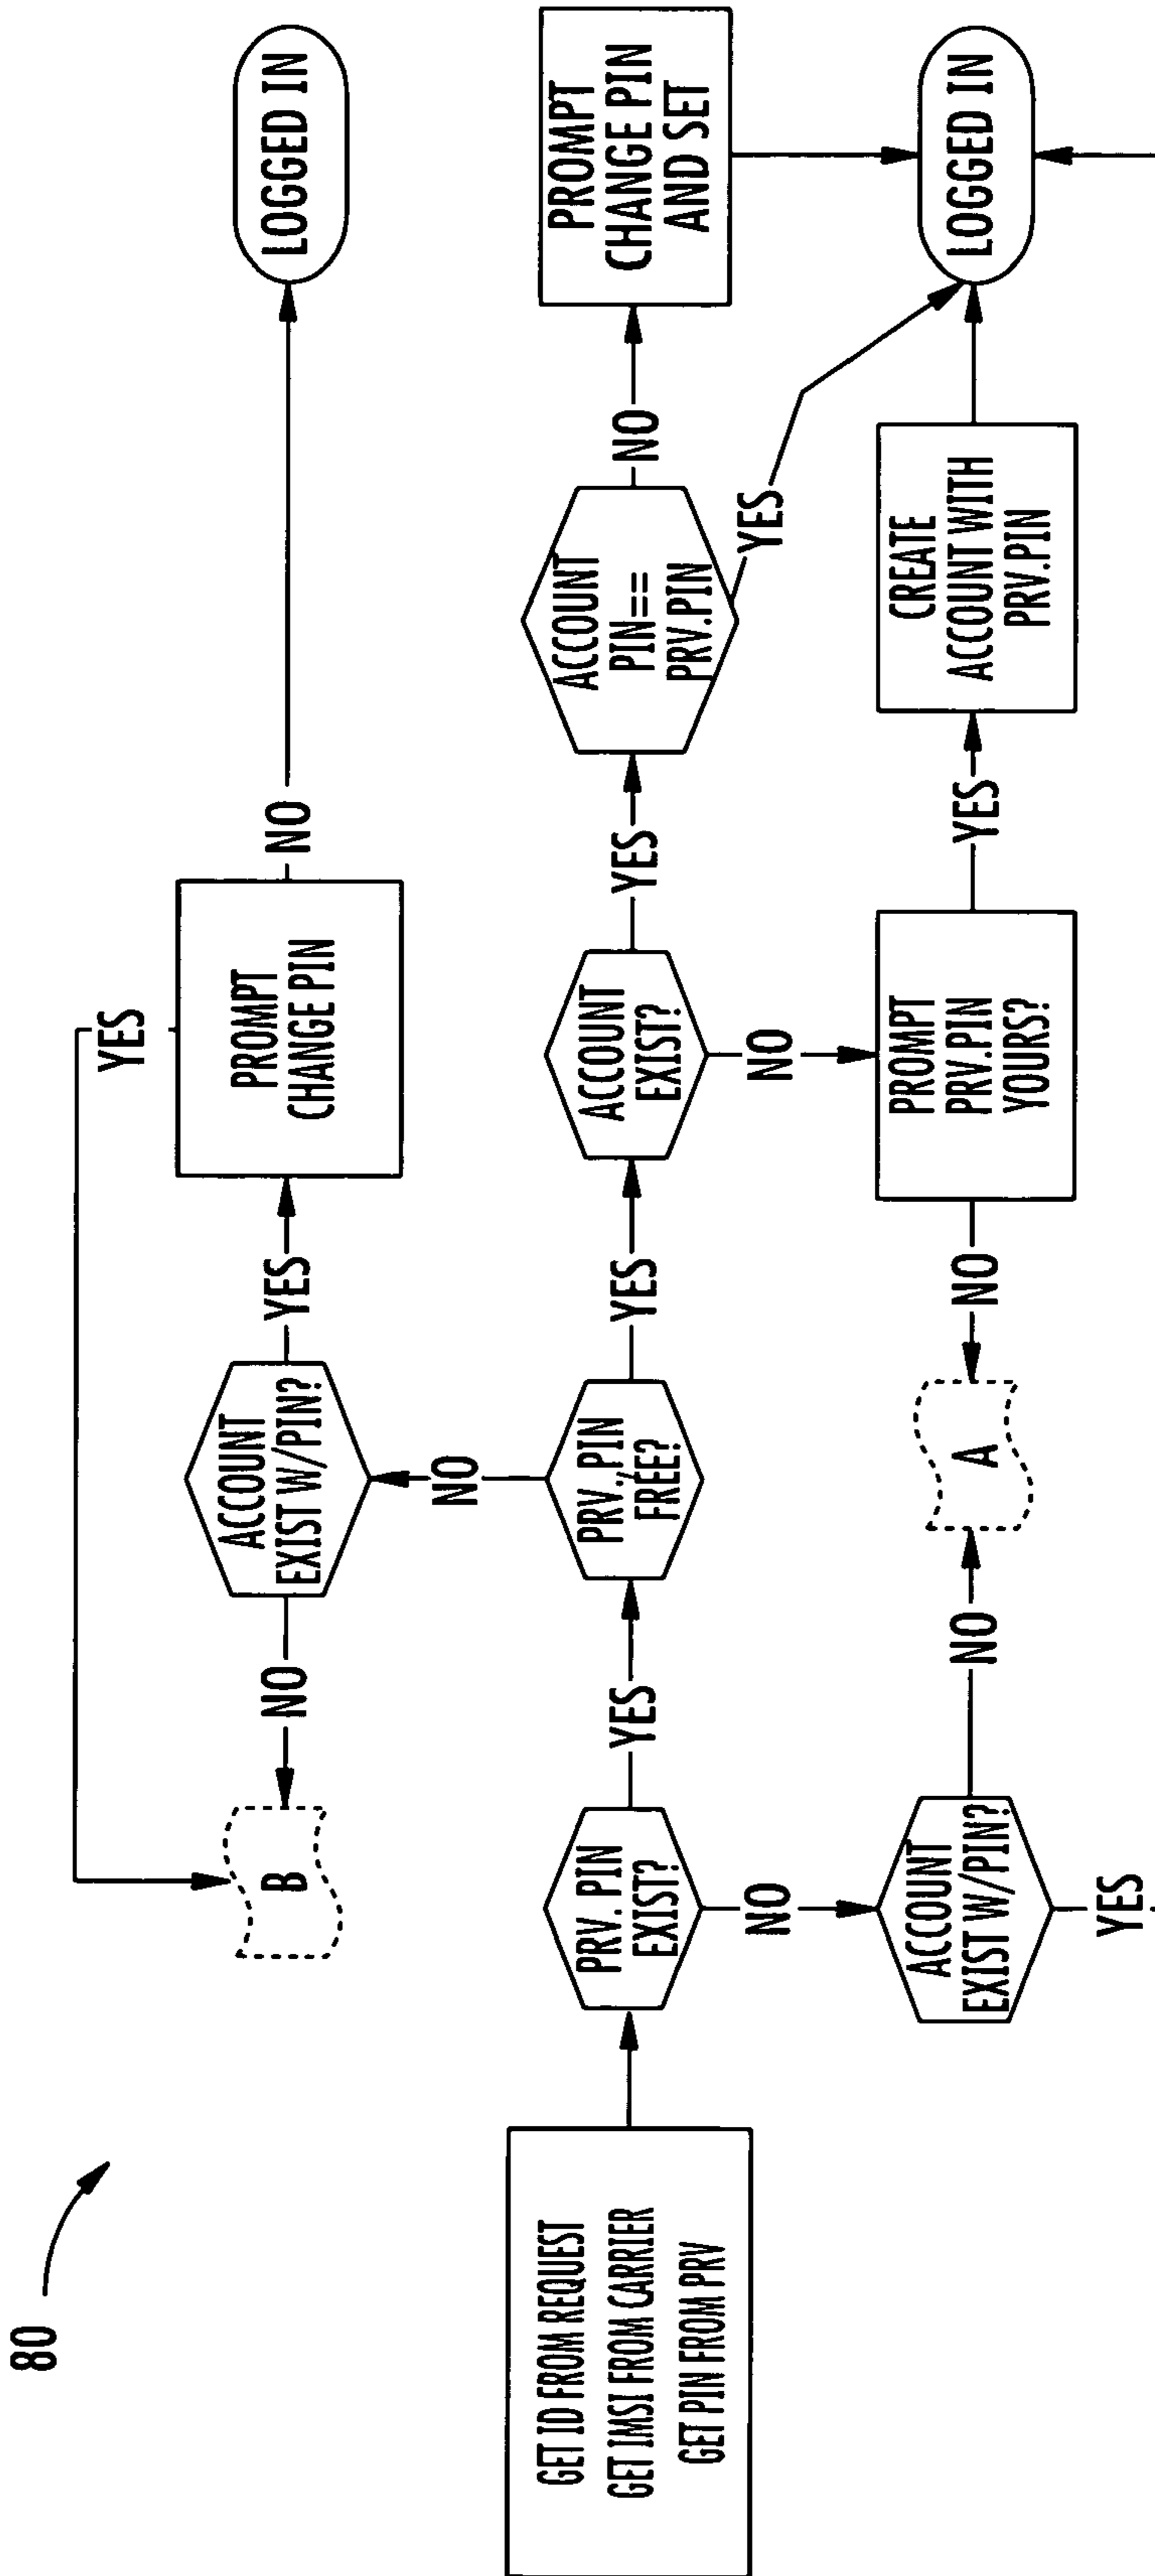 80
YES
B
NO
ACCOUNT
EXIST W/PIN?
YES
PROMPT
CHANGE PIN
NO
LOGGED IN
NO
GET ID FROM REQUEST
GET IMSI FROM CARRIER
GET PIN FROM PRV
PRV. PIN
EXIST?
YES
PRV. PIN
FREE?
YES
ACCOUNT
EXIST?
YES
ACCOUNT
PIN==
PRV.PIN
NO
PROMPT
CHANGE PIN
AND SET
NO
NO
YES
ACCOUNT
EXIST W/PIN?
NO
A
NO
PROMPT
PRV.PIN
YOURS?
YES
CREATE
ACCOUNT WITH
PRV.PIN
LOGGED IN
YES